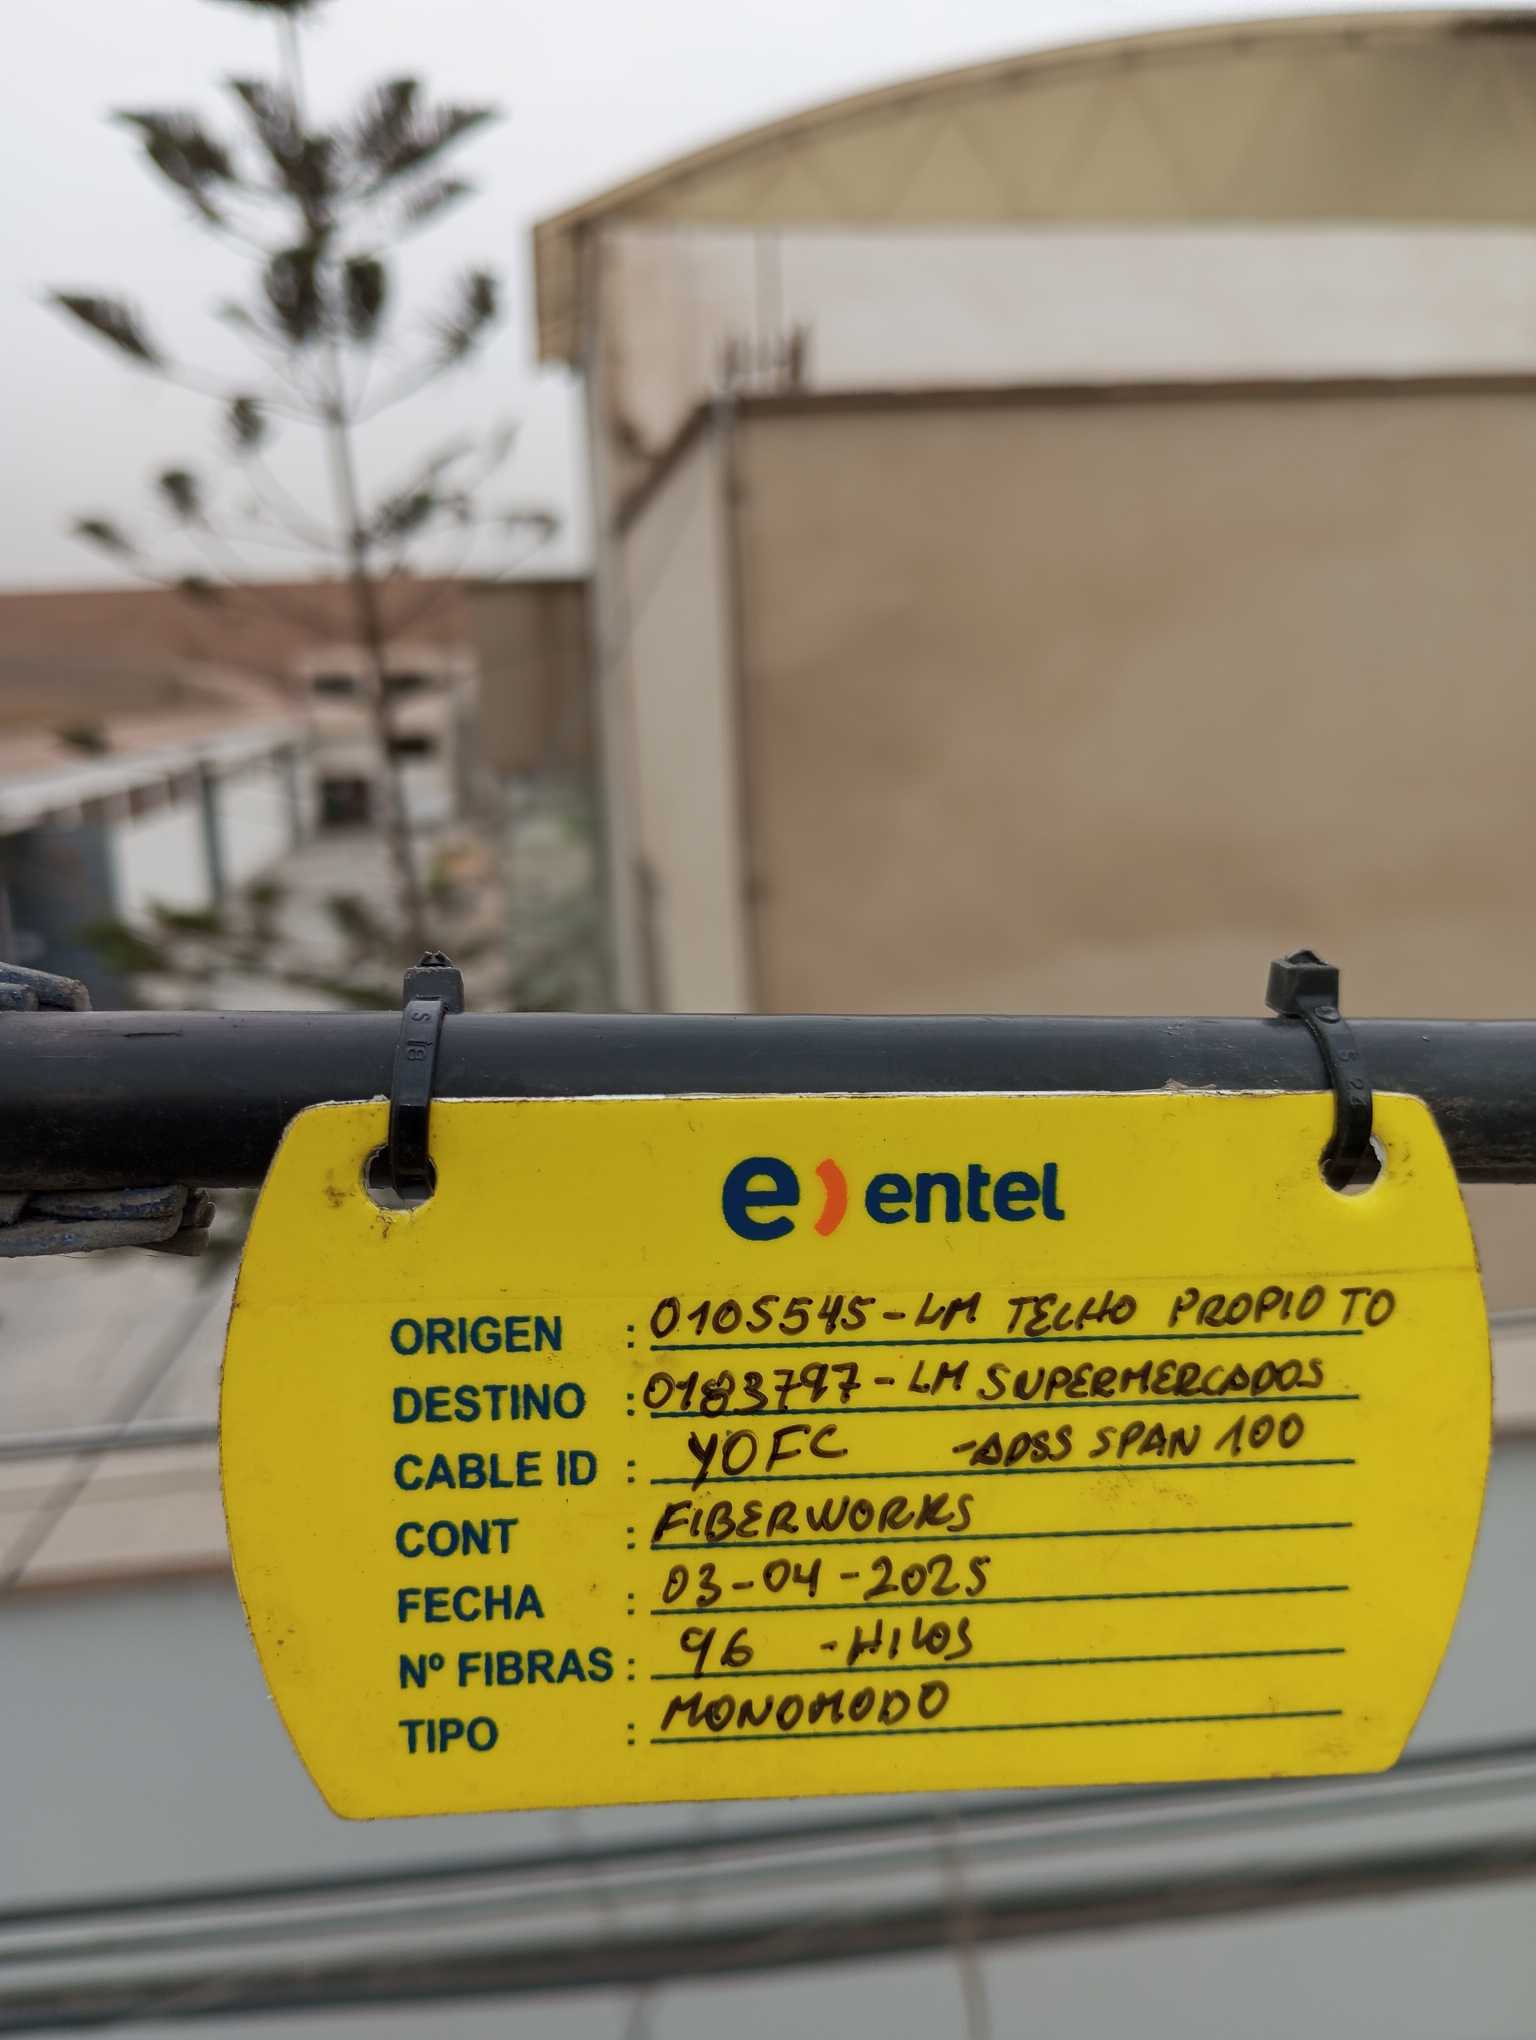 e) entel
ORIGEN : 0105545-LM TECHO PROPIO TO
DESTINO : 0183797-LM SUPERMERCADOS
CABLE ID : YOFC -ADSS SPAN 100
CONT : FIBERWORKS
FECHA : 03-04-2025
Nº FIBRAS : 96 -HILOS
TIPO : MONOMODO